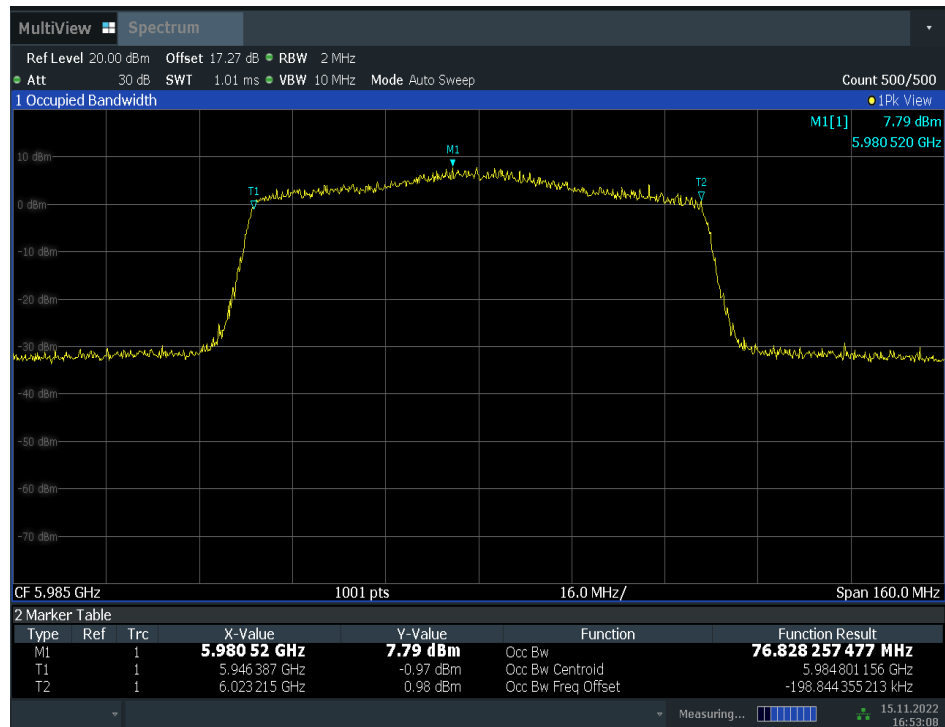 MultiView Spectrum
Ref Level 20.00 dBm Offset 17.27 dB RBW 2 MHz
Att 30 dB SWT 1.01 ms VBW 10 MHz Mode Auto Sweep Count 500/500
1 Occupied Bandwidth 1Pk View
M1[1] 7.79 dBm
5.980 520 GHz
M1
10 dBm
T1
T2
0 dBm
-10 dBm
-20 dBm
-30 dBm
-40 dBm
-50 dBm
-60 dBm
-70 dBm
CF 5.985 GHz 1001 pts 16.0 MHz/ Span 160.0 MHz
2 Marker Table
Type Ref Trc X-Value Y-Value Function Function Result
M1 1 5.980 52 GHz 7.79 dBm Occ Bw 76.828 257 477 MHz
T1 1 5.946 387 GHz -0.97 dBm Occ Bw Centroid 5.984 801 156 GHz
T2 1 6.023 215 GHz 0.98 dBm Occ Bw Freq Offset -198.844 355 213 kHz
Measuring... 15.11.2022
16:53:08